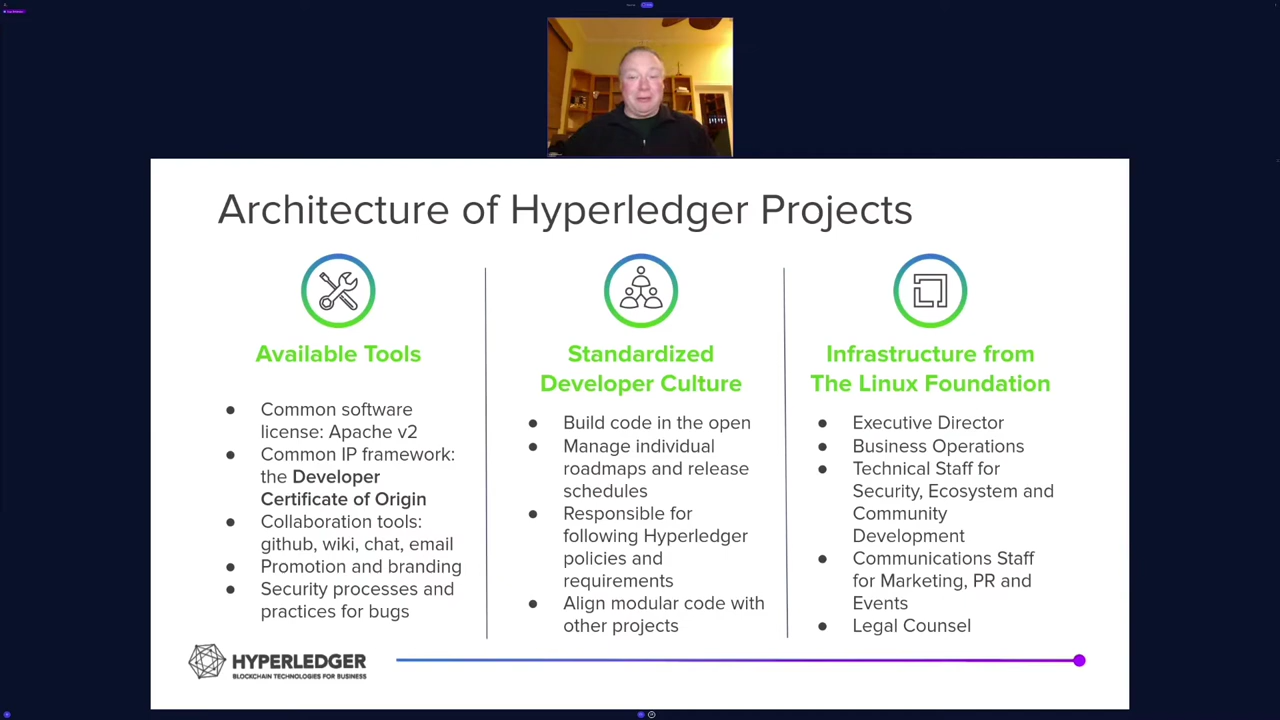 Architecture of Hyperledger Projects
Available Tools
● Common software
license: Apache v2
● Common IP framework:
the Developer
Certificate of Origin
● Collaboration tools:
github, wiki, chat, email
● Promotion and branding
● Security processes and
practices for bugs
Standardized
Developer Culture
● Build code in the open
● Manage individual
roadmaps and release
schedules
● Responsible for
following Hyperledger
policies and
requirements
● Align modular code with
other projects
Infrastructure from
The Linux Foundation
● Executive Director
● Business Operations
● Technical Staff for
Security, Ecosystem and
Community
Development
● Communications Staff
for Marketing, PR and
Events
● Legal Counsel
HYPERLEDGER
BLOCKCHAIN TECHNOLOGIES FOR BUSINESS